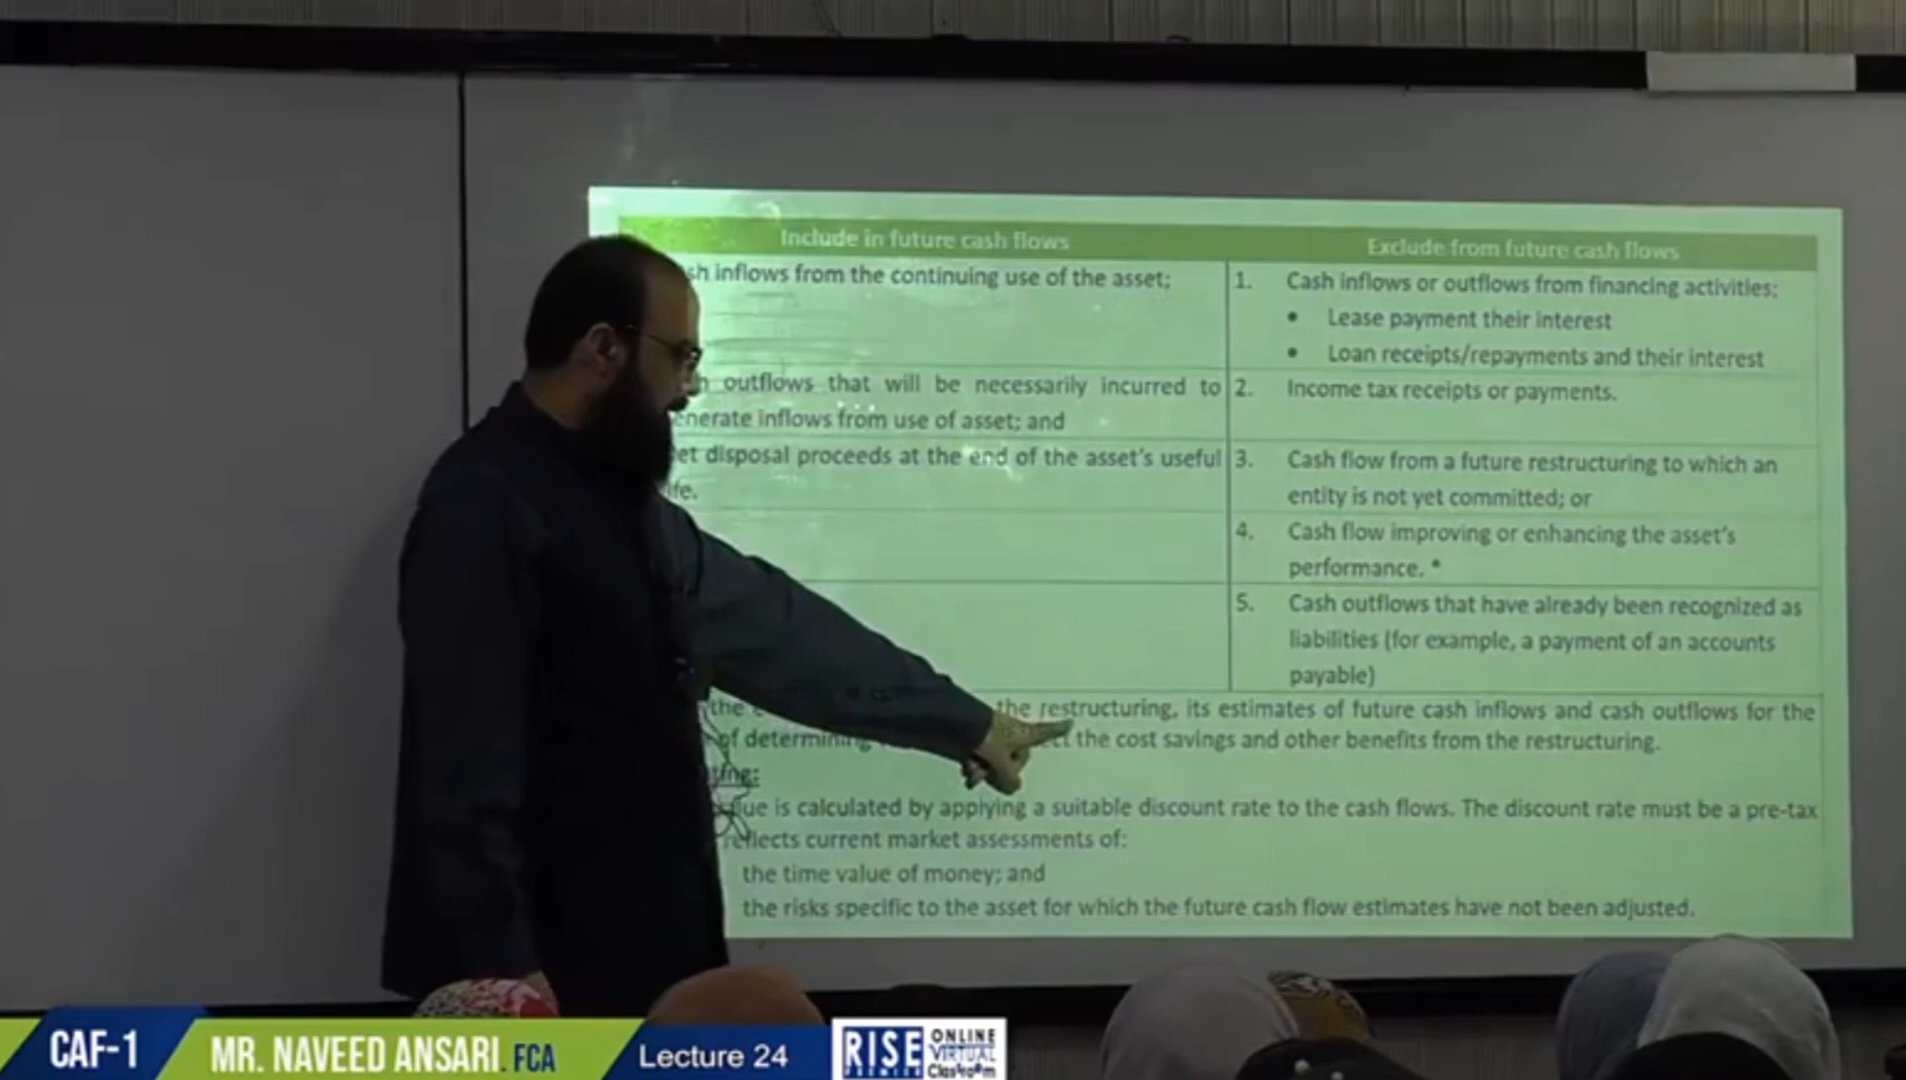 Include in future cash flows
Exclude from future cash flows
inflows from the continuing use of the asset;
1. Cash inflows or outflows from financing activities;
• Lease payment their interest
• Loan receipts/repayments and their interest
outflows that will be necessarily incurred to
inflows from use of asset; and
2. Income tax receipts or payments.
disposal proceeds at the end of the asset's useful
3. Cash flow from a future restructuring to which an
entity is not yet committed; or
4. Cash flow improving or enhancing the asset's
performance. *
5. Cash outflows that have already been recognized as
liabilities (for example, a payment of an accounts
payable)
the restructuring, its estimates of future cash inflows and cash outflows for the
of determining
the cost savings and other benefits from the restructuring.
is calculated by applying a suitable discount rate to the cash flows. The discount rate must be a pre-tax
reflects current market assessments of:
the time value of money; and
the risks specific to the asset for which the future cash flow estimates have not been adjusted.
CAF-1
MR. NAVEED ANSARI. FCA
Lecture 24
RISE
ONLINE
VIRTUAL
Classroom